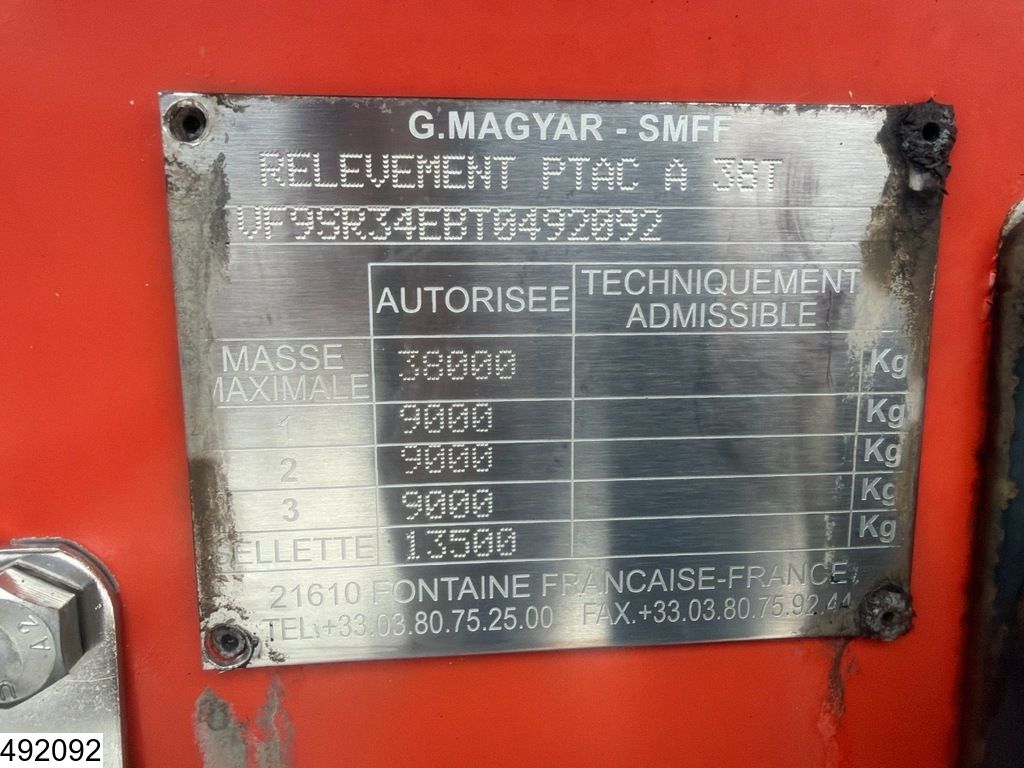 G.MAGYAR - SMFF
RELEVEMENT PTAC A 38T
VF9SR34EBT0492092
AUTORISEE TECHNIQUEMENT ADMISSIBLE
MASSE MAXIMALE 38000 Kg
1 9000 Kg
2 9000 Kg
3 9000 Kg
SELLETTE 13500 Kg
21610 FONTAINE FRANCAISE-FRANCE
TEL.+33.03.80.75.25.00 FAX.+33.03.80.75.92.44
492092